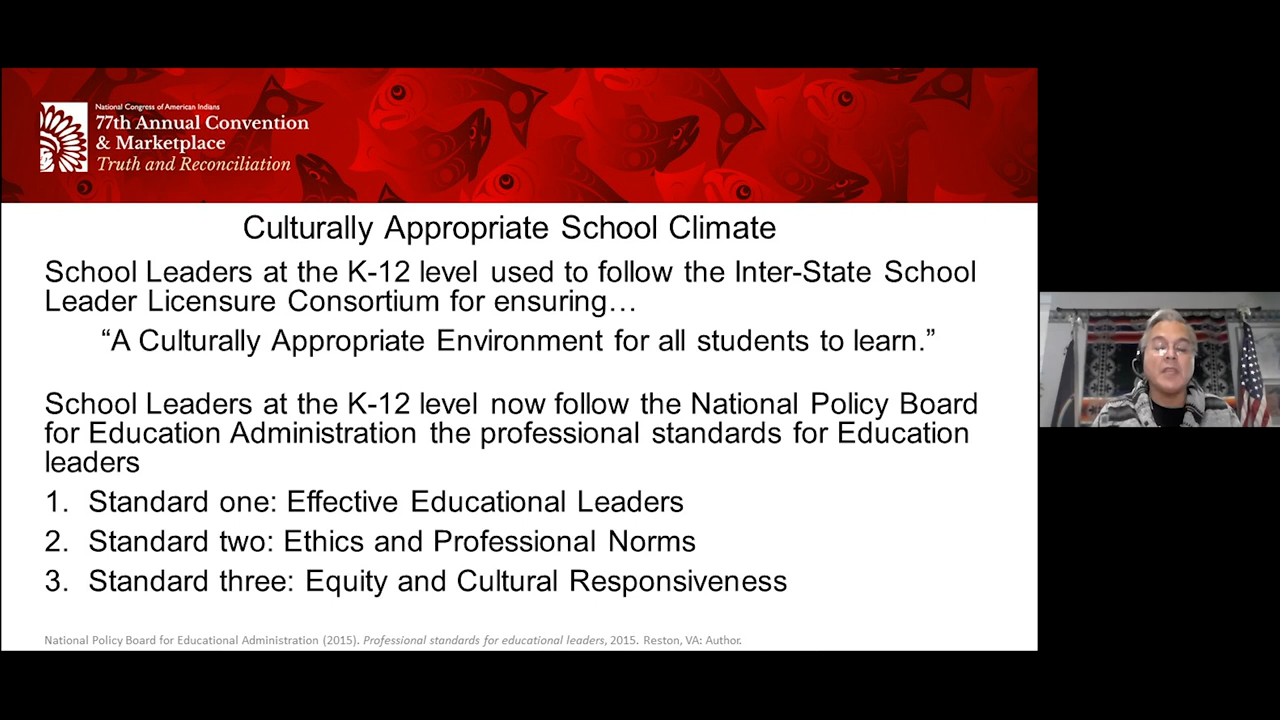 National Congress of American Indians
77th Annual Convention
& Marketplace
Truth and Reconciliation
Culturally Appropriate School Climate
School Leaders at the K-12 level used to follow the Inter-State School
Leader Licensure Consortium for ensuring…
“A Culturally Appropriate Environment for all students to learn.”
School Leaders at the K-12 level now follow the National Policy Board
for Education Administration the professional standards for Education
leaders
1. Standard one: Effective Educational Leaders
2. Standard two: Ethics and Professional Norms
3. Standard three: Equity and Cultural Responsiveness
National Policy Board for Educational Administration (2015). Professional standards for educational leaders, 2015. Reston, VA: Author.